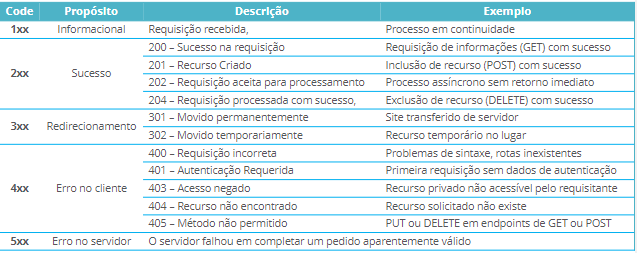 Code Propósito Descrição Exemplo
1xx Informacional Requisição recebida, Processo em continuidade
2xx Sucesso
200 – Sucesso na requisição Requisição de informações (GET) com sucesso
201 – Recurso Criado Inclusão de recurso (POST) com sucesso
202 – Requisição aceita para processamento Processo assíncrono sem retorno imediato
204 – Requisição processada com sucesso, Exclusão de recurso (DELETE) com sucesso
3xx Redirecionamento
301 – Movido permanentemente Site transferido de servidor
302 – Movido temporariamente Recurso temporário no lugar
4xx Erro no cliente
400 – Requisição incorreta Problemas de sintaxe, rotas inexistentes
401 – Autenticação Requerida Primeira requisição sem dados de autenticação
403 – Acesso negado Recurso privado não acessível pelo requisitante
404 – Recurso não encontrado Recurso solicitado não existe
405 – Método não permitido PUT ou DELETE em endpoints de GET ou POST
5xx Erro no servidor O servidor falhou em completar um pedido aparentemente válido